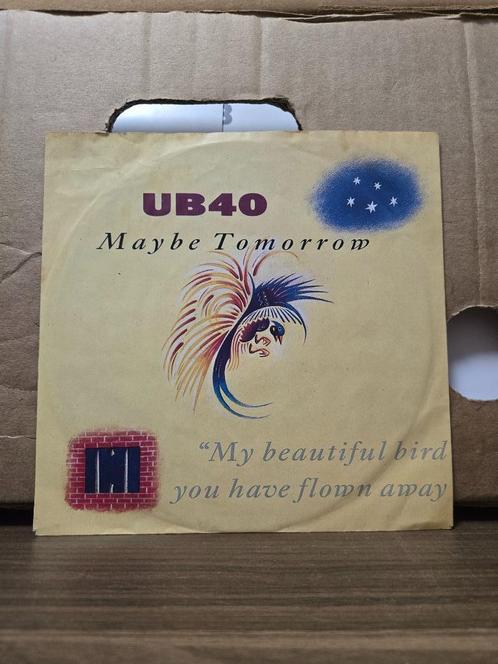 UB40
Maybe Tomorrow
“My beautiful bird
you have flown away